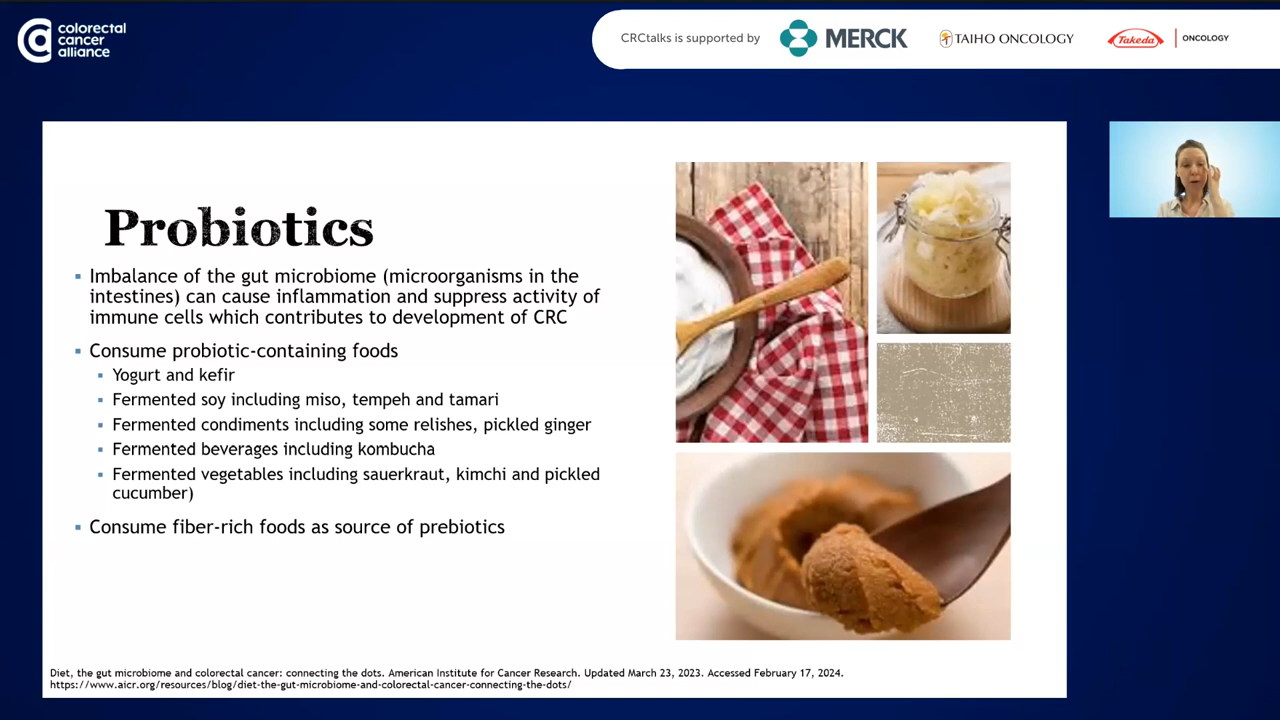 colorectal
cancer
alliance
CRCtalks is supported by
MERCK
TAIHO ONCOLOGY
Takeda
ONCOLOGY
Probiotics
▪ Imbalance of the gut microbiome (microorganisms in the
intestines) can cause inflammation and suppress activity of
immune cells which contributes to development of CRC
▪ Consume probiotic-containing foods
▪ Yogurt and kefir
▪ Fermented soy including miso, tempeh and tamari
▪ Fermented condiments including some relishes, pickled ginger
▪ Fermented beverages including kombucha
▪ Fermented vegetables including sauerkraut, kimchi and pickled
cucumber)
▪ Consume fiber-rich foods as source of prebiotics
Diet, the gut microbiome and colorectal cancer: connecting the dots. American Institute for Cancer Research. Updated March 23, 2023. Accessed February 17, 2024.
https://www.aicr.org/resources/blog/diet-the-gut-microbiome-and-colorectal-cancer-connecting-the-dots/